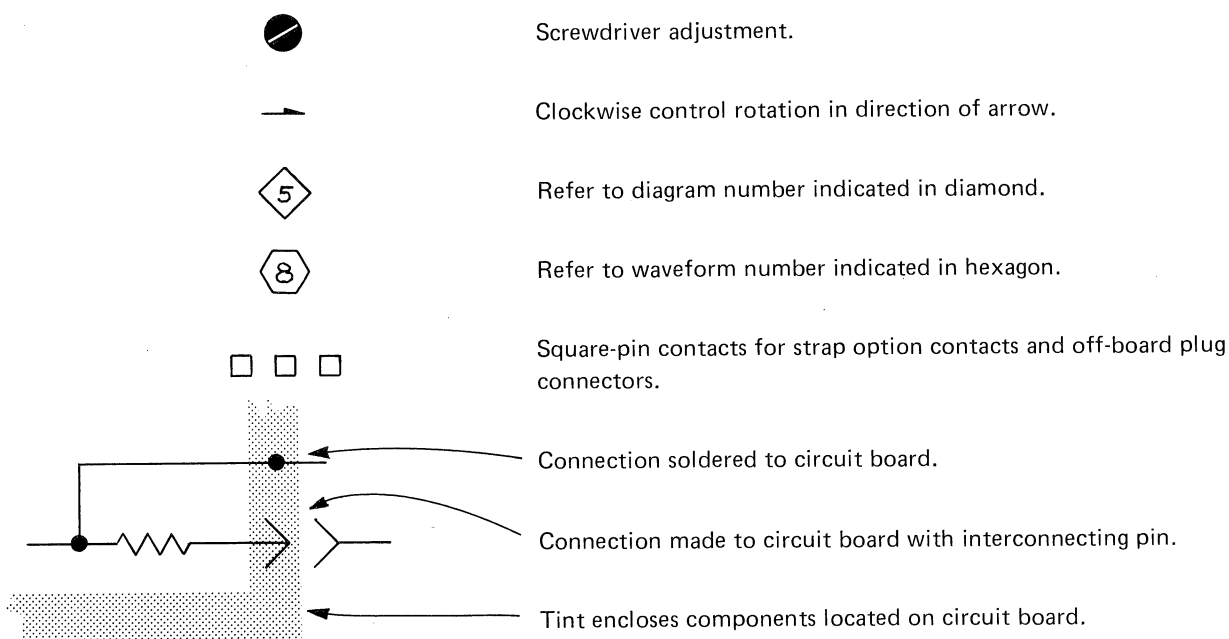 Screwdriver adjustment.
Clockwise control rotation in direction of arrow.
5
Refer to diagram number indicated in diamond.
8
Refer to waveform number indicated in hexagon.
Square-pin contacts for strap option contacts and off-board plug
connectors.
Connection soldered to circuit board.
Connection made to circuit board with interconnecting pin.
Tint encloses components located on circuit board.